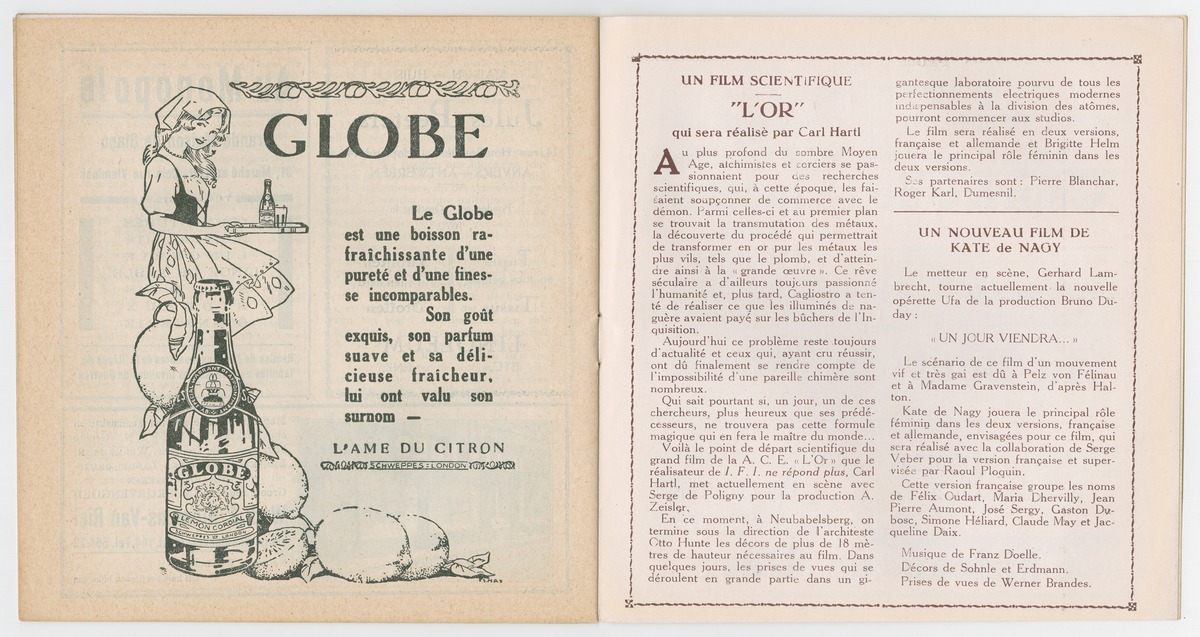 GLOBE
Le Globe
est une boisson ra-
fraîchissante d'une
pureté et d'une fines-
se incomparables.
Son goût
exquis, son parfum
suave et sa déli-
cieuse fraîcheur,
lui ont valu son
surnom —
L'AME DU CITRON
SCHWEPPES : LONDON
GLOBE
LEMON CORDIAL
UN FILM SCIENTIFIQUE
"L'OR"
qui sera réalisè par Carl Hartl
Au plus profond du sombre Moyen
Age, alchimistes et sorciers se pas-
sionnaient pour des recherches
scientifiques, qui, à cette époque, les fai-
saient soupçonner de commerce avec le
démon. Parmi celles-ci et au premier plan
se trouvait la transmutation des métaux,
la découverte du procédé qui permettrait
de transformer en or pur les métaux les
plus vils, tels que le plomb, et d'attein-
dre ainsi à la « grande œuvre ». Ce rêve
séculaire a d'ailleurs toujours passionné
l'humanité et, plus tard, Cagliostro a ten-
té de réaliser ce que les illuminés de na-
guère avaient payé sur les bûchers de l'In-
quisition.
Aujourd'hui ce problème reste toujours
d'actualité et ceux qui, ayant cru réussir,
ont dû finalement se rendre compte de
l'impossibilité d'une pareille chimère sont
nombreux.
Qui sait pourtant si, un jour, un de ces
chercheurs, plus heureux que ses prédé-
cesseurs, ne trouvera pas cette formule
magique qui en fera le maître du monde...
Voilà le point de départ scientifique du
grand film de la A. C. E. « L'Or » que le
réalisateur de I. F. I. ne répond plus, Carl
Hartl, met actuellement en scène avec
Serge de Poligny pour la production A.
Zeisler.
En ce moment, à Neubabelsberg, on
termine sous la direction de l'architeste
Otto Hunte les décors de plus de 18 mè-
tres de hauteur nécessaires au film. Dans
quelques jours, les prises de vues qui se
déroulent en grande partie dans un gi-
gantesque laboratoire pourvu de tous les
perfectionnements electriques modernes
indispensables à la division des atômes,
pourront commencer aux studios.
Le film sera réalisé en deux versions,
française et allemande et Brigitte Helm
jouera le principal rôle féminin dans les
deux versions.
Ses partenaires sont : Pierre Blanchar,
Roger Karl, Dumesnil.
UN NOUVEAU FILM DE
KATE de NAGY
Le metteur en scène, Gerhard Lam-
brecht, tourne actuellement la nouvelle
opérette Ufa de la production Bruno Du-
day :
« UN JOUR VIENDRA... »
Le scénario de ce film d'un mouvement
vif et très gai est dû à Pelz von Félinau
et à Madame Gravenstein, d'après Hal-
ton.
Kate de Nagy jouera le principal rôle
féminin dans les deux versions, française
et allemande, envisagées pour ce film, qui
sera réalisé avec la collaboration de Serge
Veber pour la version française et super-
visée par Raoul Ploquin.
Cette version française groupe les noms
de Félix Oudart, Maria Dhervilly, Jean
Pierre Aumont, José Sergy, Gaston Du-
bosc, Simone Héliard, Claude May et Jac-
queline Daix.
Musique de Franz Doelle.
Décors de Sohnle et Erdmann.
Prises de vues de Werner Brandes.